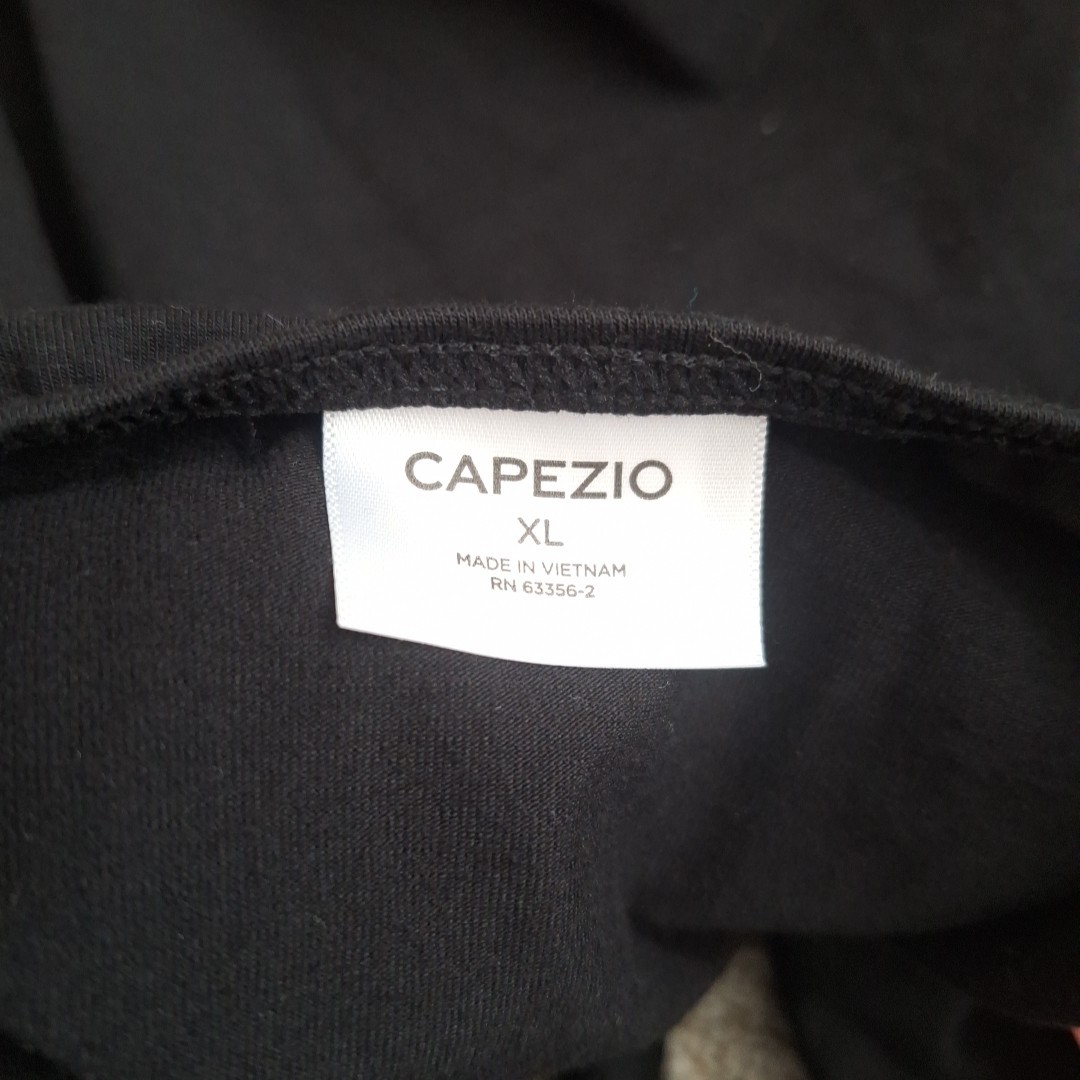 CAPEZIO
XL
MADE IN VIETNAM
RN 63356-2